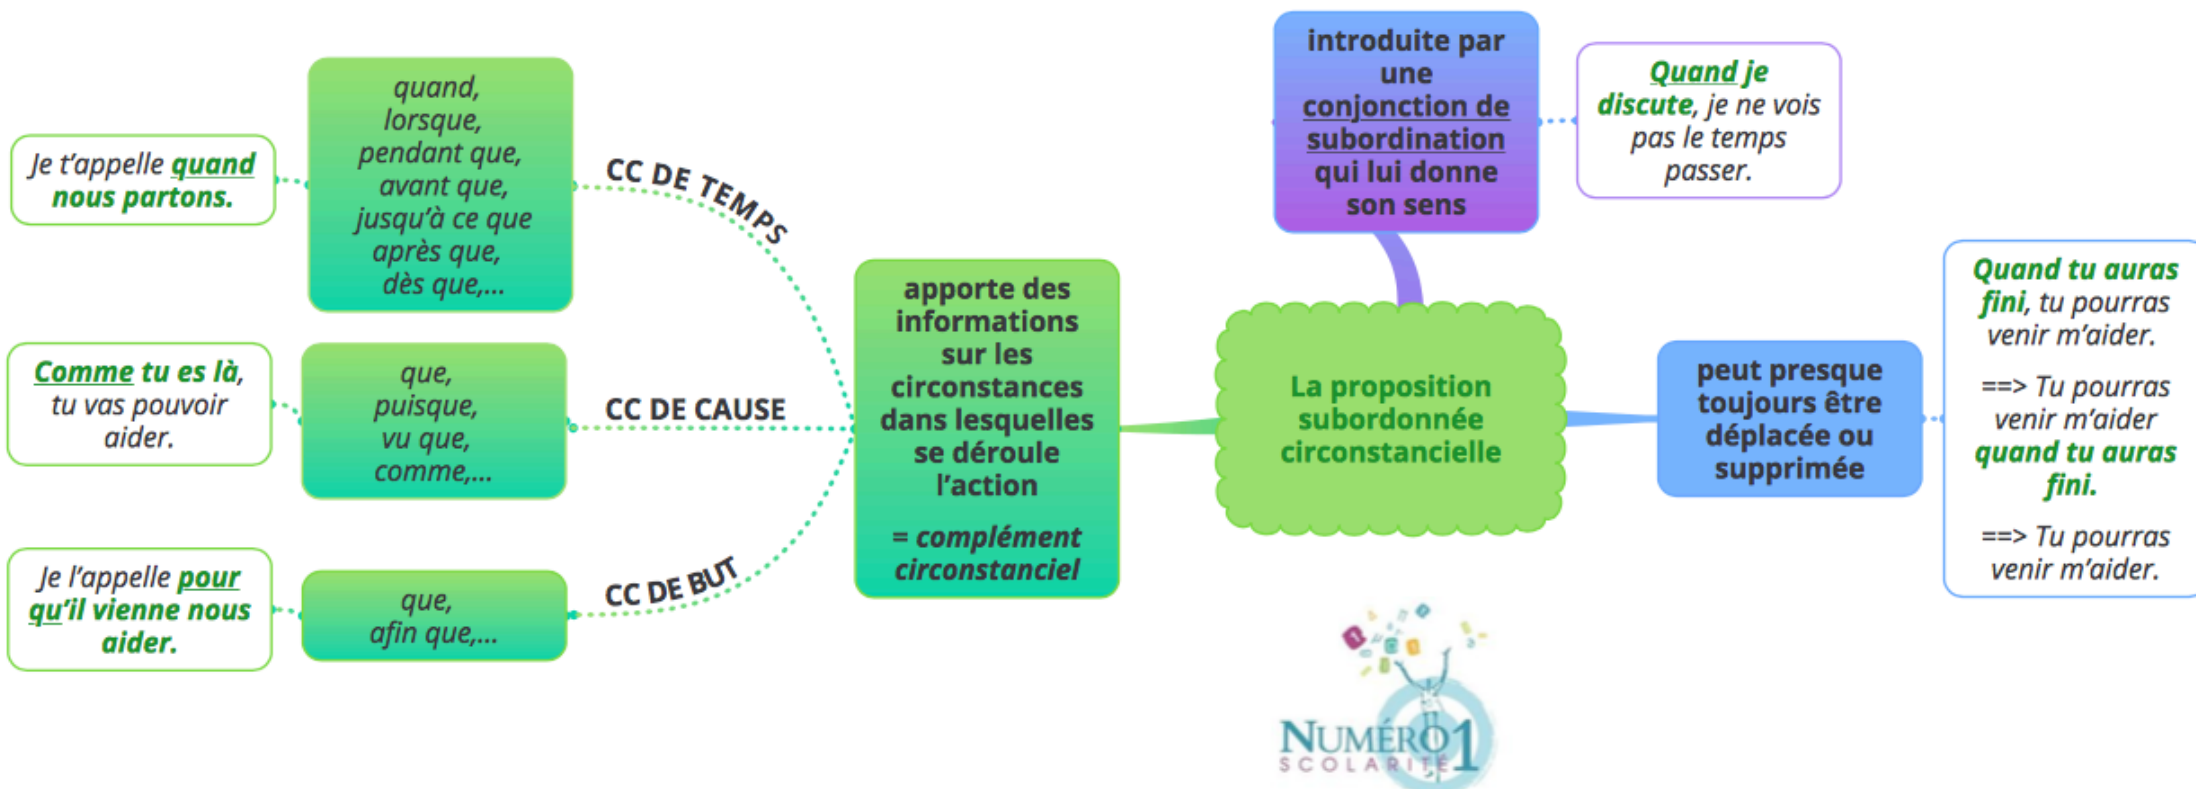 introduite par
une
conjonction de
subordination
qui lui donne
son sens
Quand je
discute, je ne vois
pas le temps
passer.
quand,
lorsque,
pendant que,
avant que,
jusqu'à ce que
après que,
dès que,...
Je t'appelle quand
nous partons.
CC DE TEMPS
apporte des
informations
sur les
circonstances
dans lesquelles
se déroule
l'action
= complément
circonstanciel
La proposition
subordonnée
circonstancielle
peut presque
toujours être
déplacée ou
supprimée
Quand tu auras
fini, tu pourras
venir m'aider.
==> Tu pourras
venir m'aider
quand tu auras
fini.
==> Tu pourras
venir m'aider.
Comme tu es là,
tu vas pouvoir
aider.
que,
puisque,
vu que,
comme,...
CC DE CAUSE
Je l'appelle pour
qu'il vienne nous
aider.
que,
afin que,...
CC DE BUT
NUMÉRO1
SCOLARITÉ